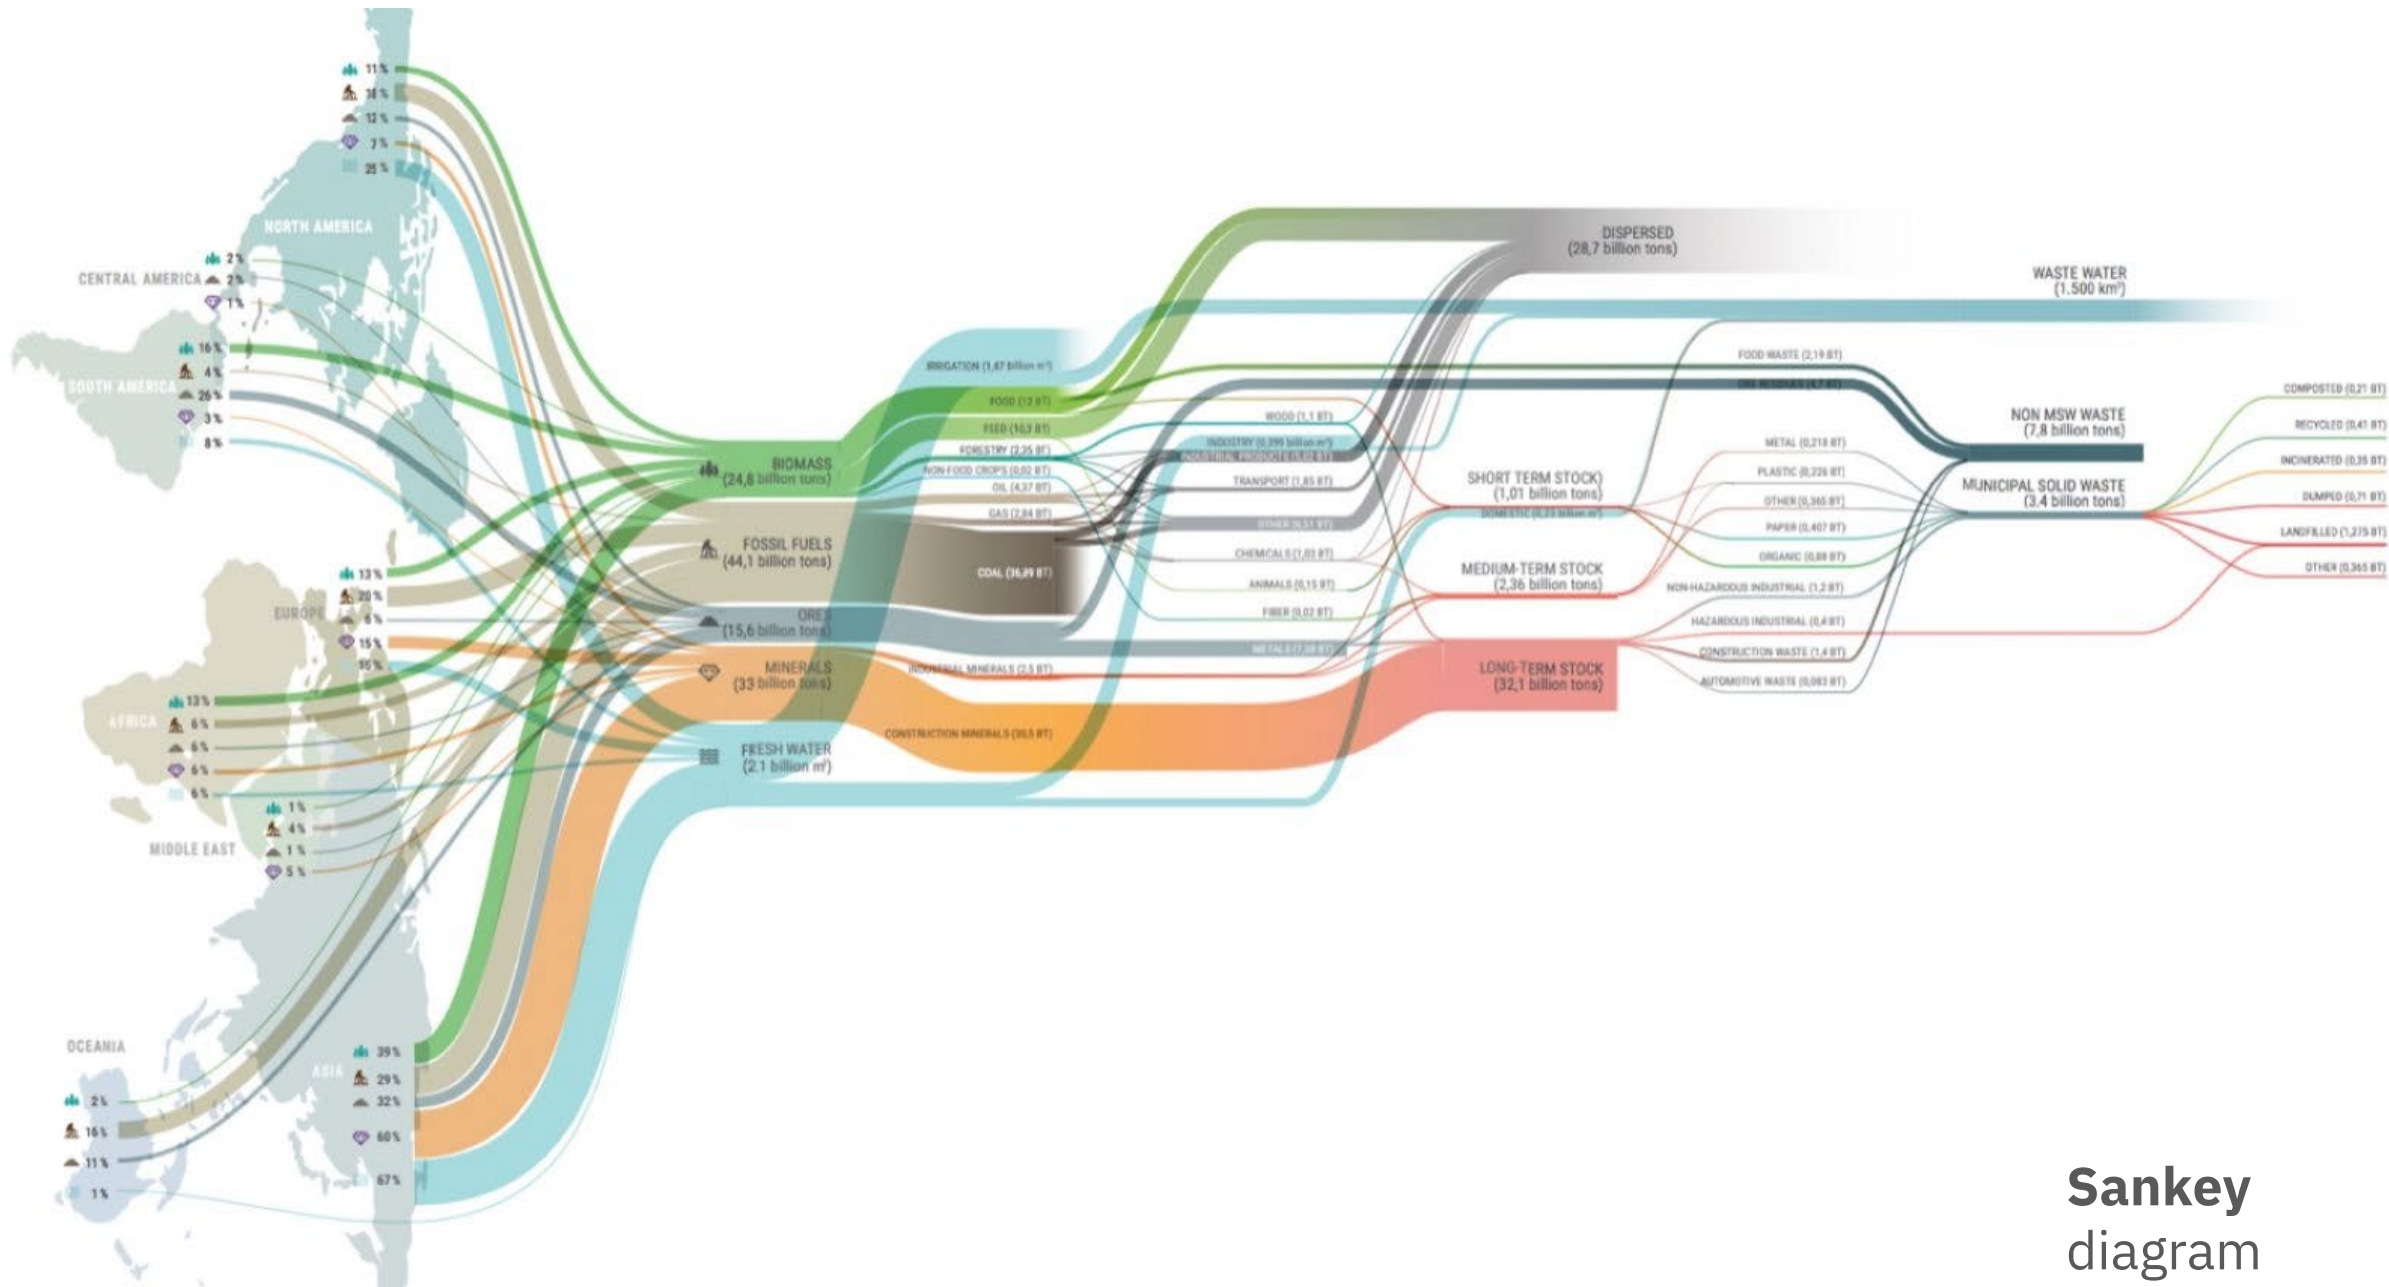 11%
18%
12%
7%
25%
NORTH AMERICA
2%
CENTRAL AMERICA 2%
1%
16%
4%
SOUTH AMERICA
26%
3%
8%
13%
20%
EUROPE
6%
15%
13%
AFRICA
6%
6%
6%
6%
1%
4%
MIDDLE EAST
1%
5%
OCEANIA
2%
16%
11%
1%
39%
ASIA
29%
32%
60%
67%
BIOMASS
(24,8 billion tons)
FOSSIL FUELS
(44,1 billion tons)
ORES
(15,6 billion tons)
MINERALS
(33 billion tons)
FRESH WATER
(2.1 billion m³)
IRRIGATION (1,47 billion m³)
FOOD (12 BT)
FEED (10,3 BT)
FORESTRY (2,35 BT)
NON-FOOD CROPS (0,02 BT)
OIL (4,37 BT)
GAS (2,84 BT)
COAL (36,89 BT)
INDUSTRIAL MINERALS (2,5 BT)
CONSTRUCTION MINERALS (30,5 BT)
WOOD (1,1 BT)
INDUSTRY (0,399 billion m³)
INDUSTRIAL PRODUCTS (5,02 BT)
TRANSPORT (1,85 BT)
OTHER
CHEMICALS (1,03 BT)
ANIMALS (0,15 BT)
FIBER (0,02 BT)
METALS
DISPERSED
(28,7 billion tons)
SHORT TERM STOCK)
(1,01 billion tons)
DOMESTIC (0,23 billion m³)
MEDIUM-TERM STOCK
(2,36 billion tons)
LONG-TERM STOCK
(32,1 billion tons)
WASTE WATER
(1.500 km³)
FOOD WASTE (2,19 BT)
ORE RESIDUES (4,7 BT)
METAL (0,218 BT)
PLASTIC (0,226 BT)
OTHER (0,365 BT)
PAPER (0,407 BT)
ORGANIC (0,88 BT)
NON-HAZARDOUS INDUSTRIAL (1,2 BT)
HAZARDOUS INDUSTRIAL (0,4 BT)
CONSTRUCTION WASTE (1,4 BT)
AUTOMOTIVE WASTE (0,083 BT)
NON MSW WASTE
(7,8 billion tons)
MUNICIPAL SOLID WASTE
(3.4 billion tons)
COMPOSTED (0,21 BT)
RECYCLED (0,41 BT)
INCINERATED (0,35 BT)
DUMPED (0,71 BT)
LANDFILLED (1,275 BT)
OTHER (0,365 BT)
Sankey
diagram